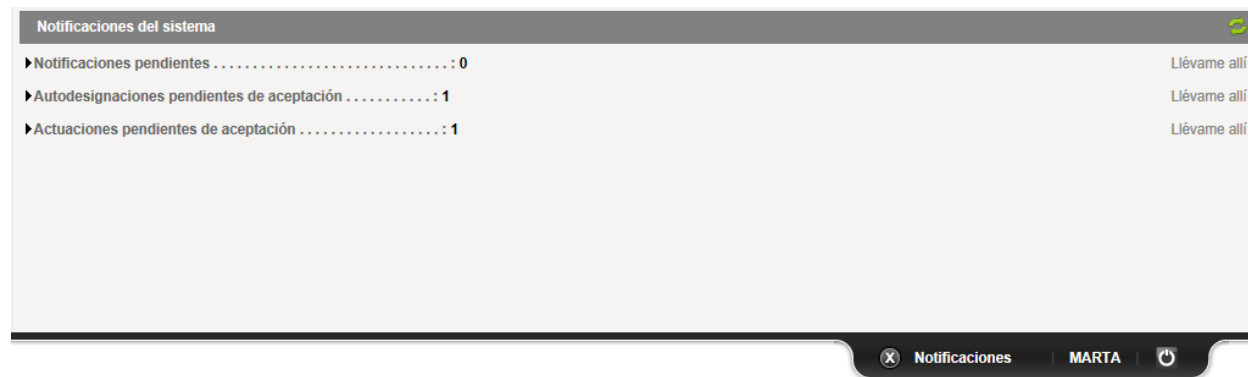 Notificaciones del sistema
Notificaciones pendientes . . . . . . . . . . . . . . . . . . . . . . . . . . . . . . : 0 Llévame allí
Autodesignaciones pendientes de aceptación . . . . . . . . . . . : 1 Llévame allí
Actuaciones pendientes de aceptación . . . . . . . . . . . . . . . . . . : 1 Llévame allí
X Notificaciones | MARTA |